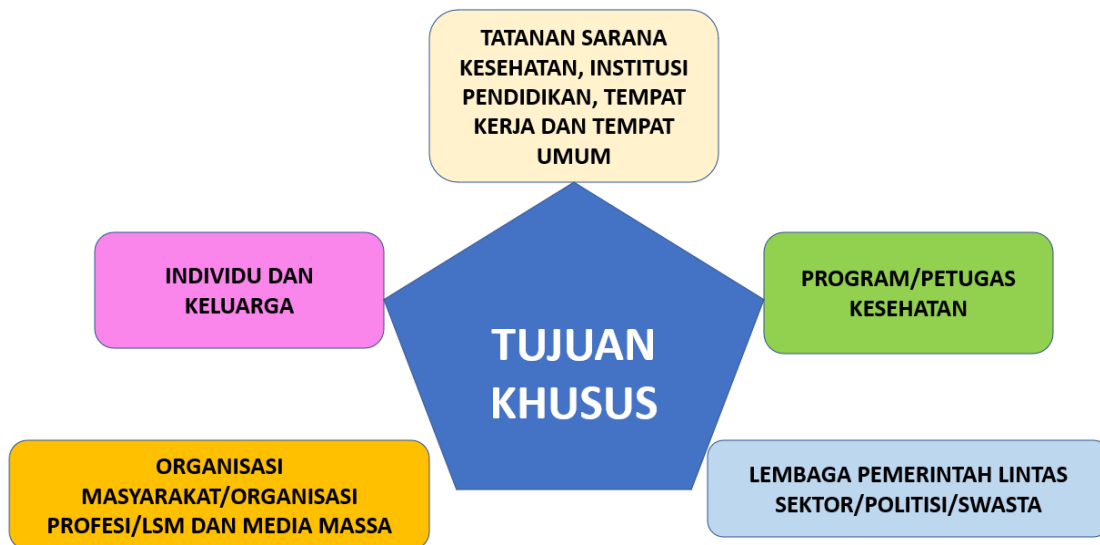 TATANAN SARANA
KESEHATAN, INSTITUSI
PENDIDIKAN, TEMPAT
KERJA DAN TEMPAT
UMUM
INDIVIDU DAN
KELUARGA
PROGRAM/PETUGAS
KESEHATAN
TUJUAN
KHUSUS
ORGANISASI
MASYARAKAT/ORGANISASI
PROFESI/LSM DAN MEDIA MASSA
LEMBAGA PEMERINTAH LINTAS
SEKTOR/POLITISI/SWASTA